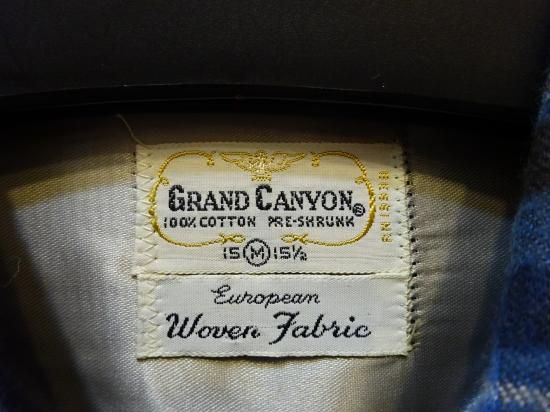 GRAND CANYON®
100% COTTON PRE-SHRUNK
15 M 15½
European
Woven Fabric